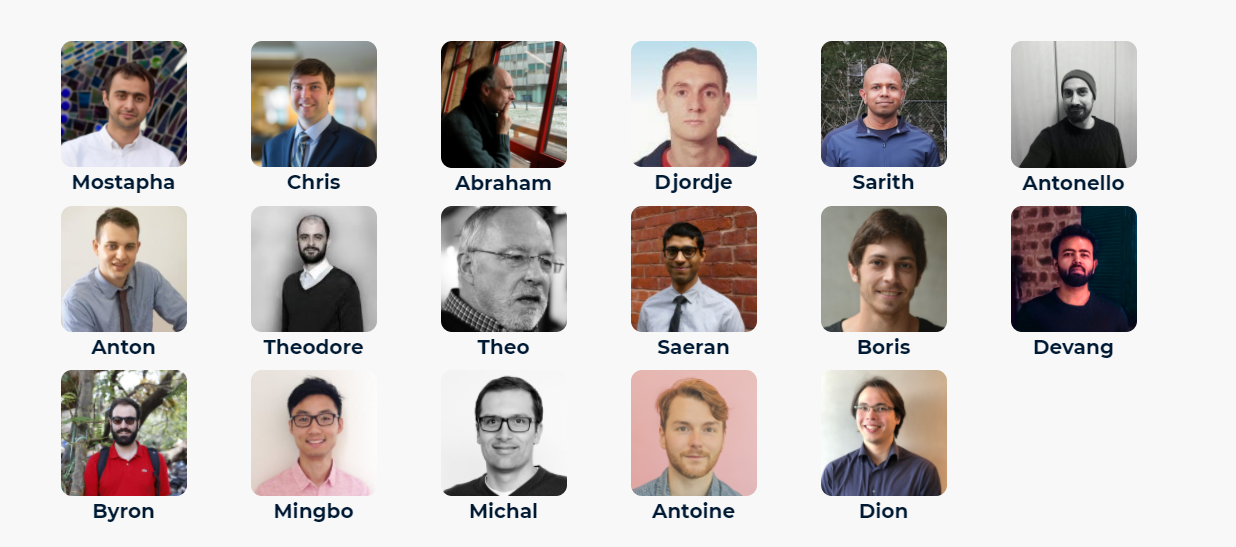 Mostapha
Chris
Abraham
Djordje
Sarith
Antonello
Anton
Theodore
Theo
Saeran
Boris
Devang
Byron
Mingbo
Michal
Antoine
Dion